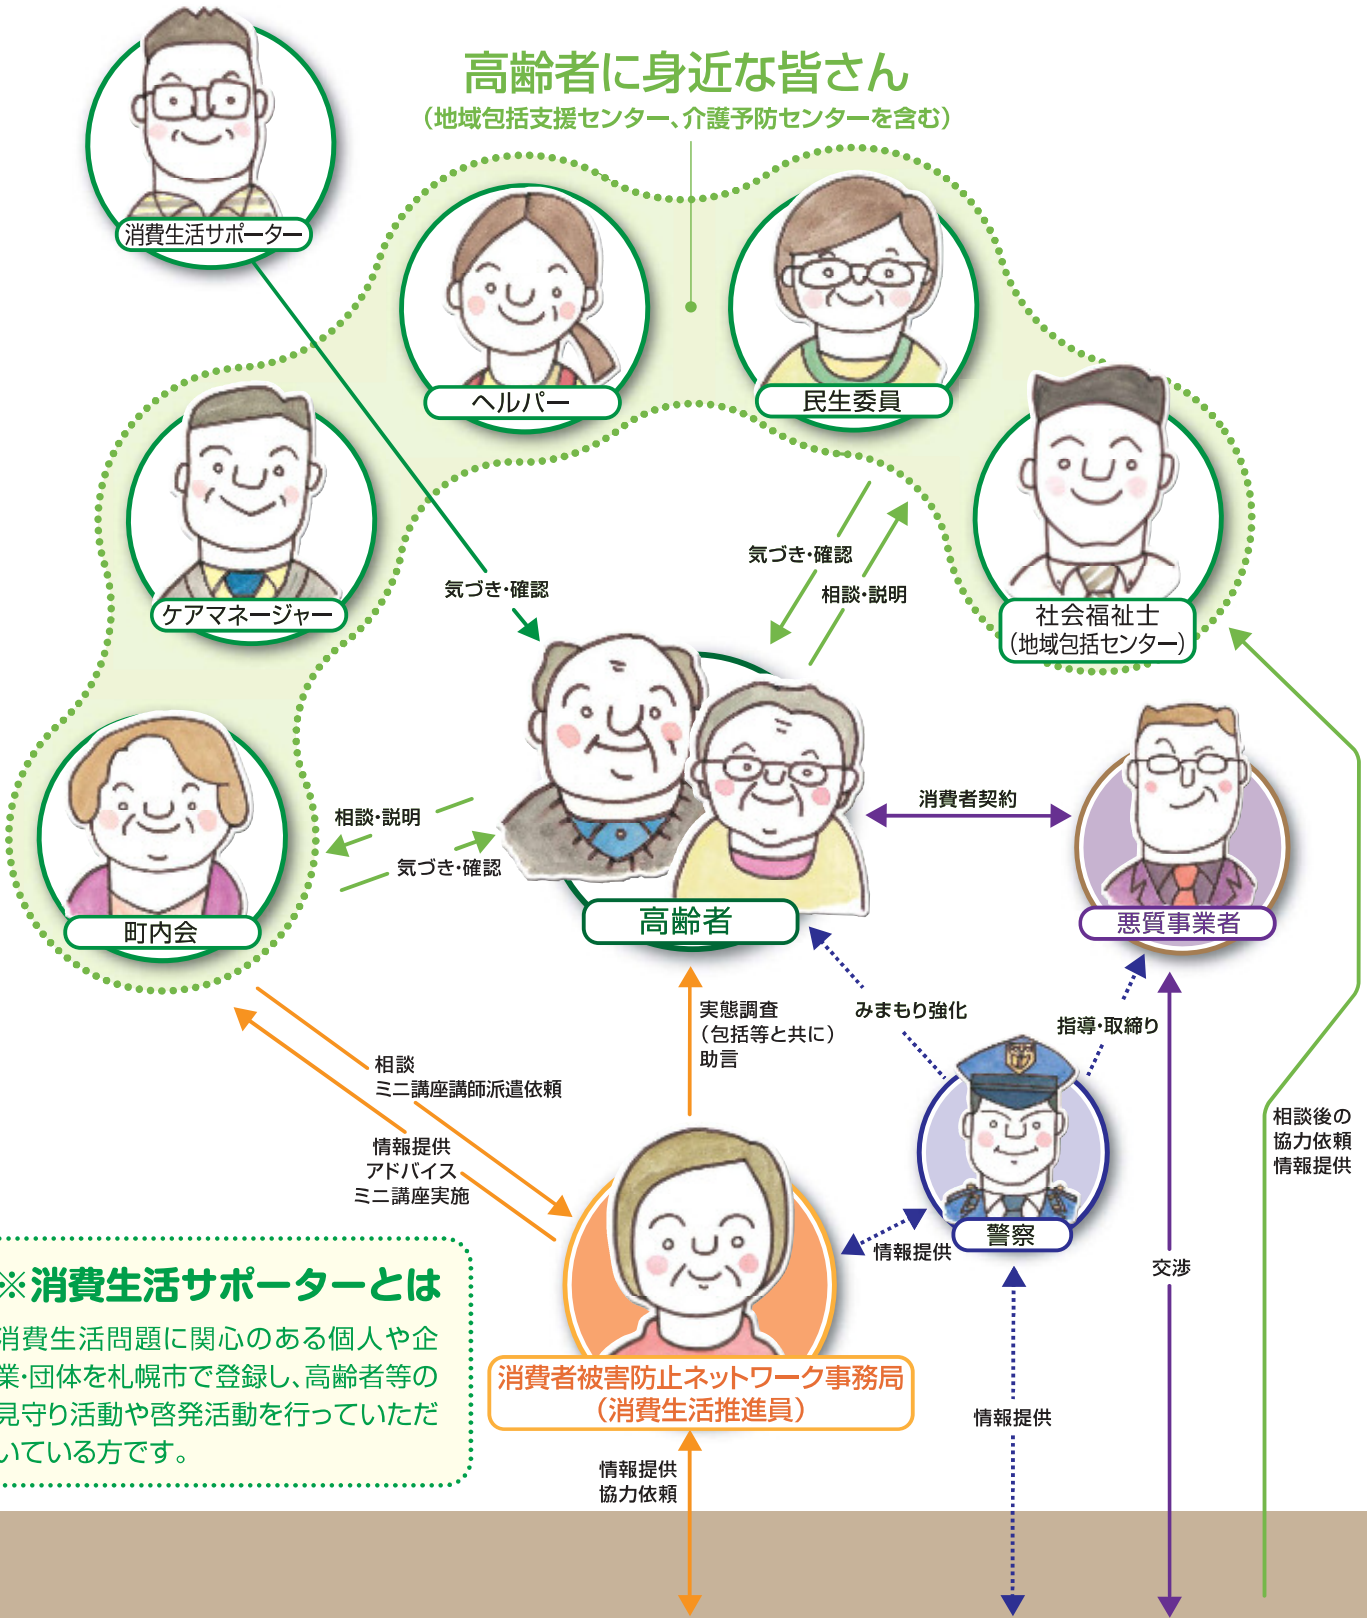 高齢者に身近な皆さん
（地域包括支援センター、介護予防センターを含む）
消費生活サポーター
ヘルパー
民生委員
ケアマネージャー
社会福祉士
（地域包括センター）
気づき・確認
気づき・確認
相談・説明
相談・説明
気づき・確認
町内会
高齢者
消費者契約
悪質事業者
実態調査
（包括等と共に）
助言
みまもり強化
指導・取締り
相談
ミニ講座講師派遣依頼
情報提供
アドバイス
ミニ講座実施
相談後の
協力依頼
情報提供
警察
情報提供
交渉
※消費生活サポーターとは
消費生活問題に関心のある個人や企
業・団体を札幌市で登録し、高齢者等の
見守り活動や啓発活動を行っていただ
いている方です。
消費者被害防止ネットワーク事務局
（消費生活推進員）
情報提供
情報提供
協力依頼